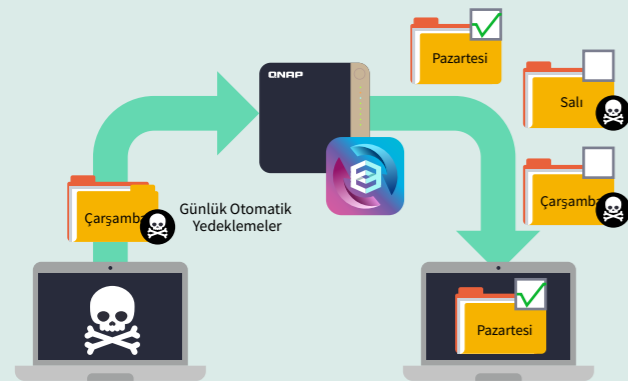 Pazartesi
QNAP
Salı
Çarşamba
Çarşamba
Günlük Otomatik
Yedeklemeler
Pazartesi